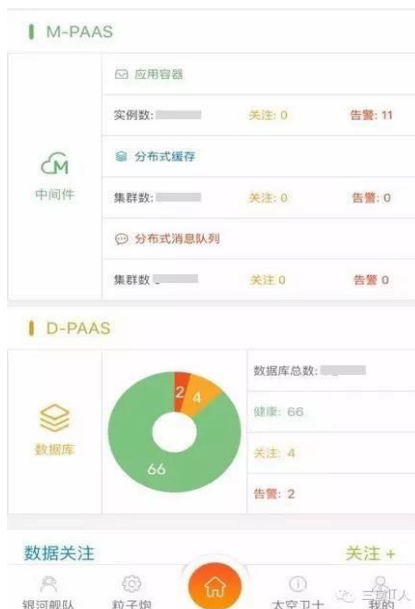 M-PAAS
应用容器
实例数: 关注: 0 告警: 11
中间件
分布式缓存
集群数: 关注: 0 告警: 0
分布式消息队列
集群数 关注 0 告警 0
D-PAAS
数据库
2
4
66
数据库总数:
健康: 66
关注: 4
告警: 2
数据关注 关注 +
银河舰队 粒子炮 太空卫士 我的